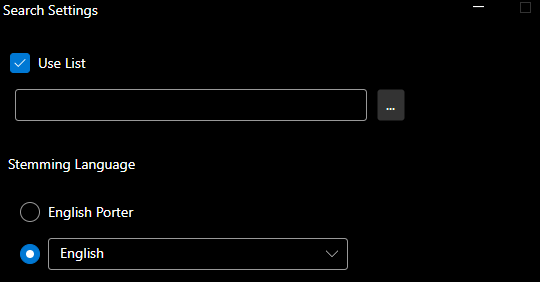 Search Settings
Use List
...
Stemming Language
English Porter
English